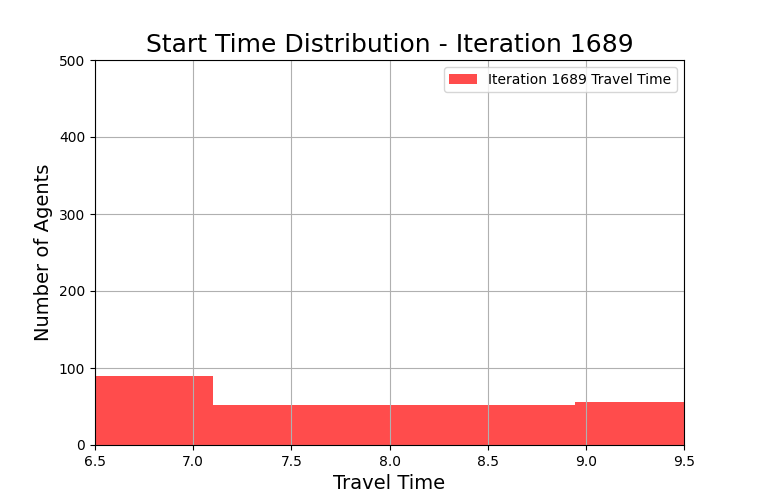 Start Time Distribution - Iteration 1689
Iteration 1689 Travel Time
Number of Agents
500
400
300
200
100
0
6.5 7.0 7.5 8.0 8.5 9.0 9.5
Travel Time